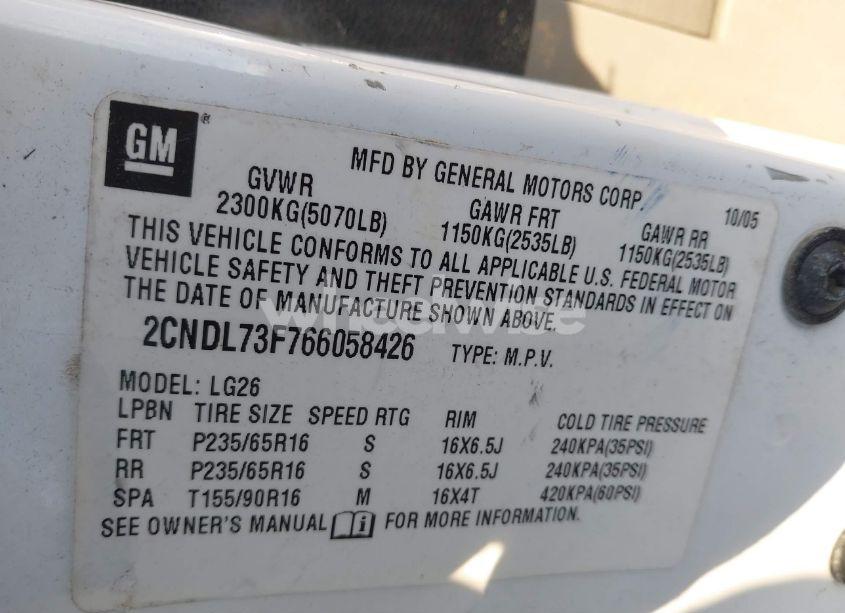 GM ®
MFD BY GENERAL MOTORS CORP. 10/05
GVWR GAWR FRT GAWR RR
2300KG(5070LB) 1150KG(2535LB) 1150KG(2535LB)
THIS VEHICLE CONFORMS TO ALL APPLICABLE U.S. FEDERAL MOTOR
VEHICLE SAFETY AND THEFT PREVENTION STANDARDS IN EFFECT ON
THE DATE OF MANUFACTURE SHOWN ABOVE.
wheelwise
2CNDL73F766058426 TYPE: M.P.V.
MODEL: LG26
LPBN TIRE SIZE SPEED RTG RIM COLD TIRE PRESSURE
FRT P235/65R16 S 16X6.5J 240KPA(35PSI)
RR P235/65R16 S 16X6.5J 240KPA(35PSI)
SPA T155/90R16 M 16X4T 420KPA(60PSI)
SEE OWNER'S MANUAL i FOR MORE INFORMATION.